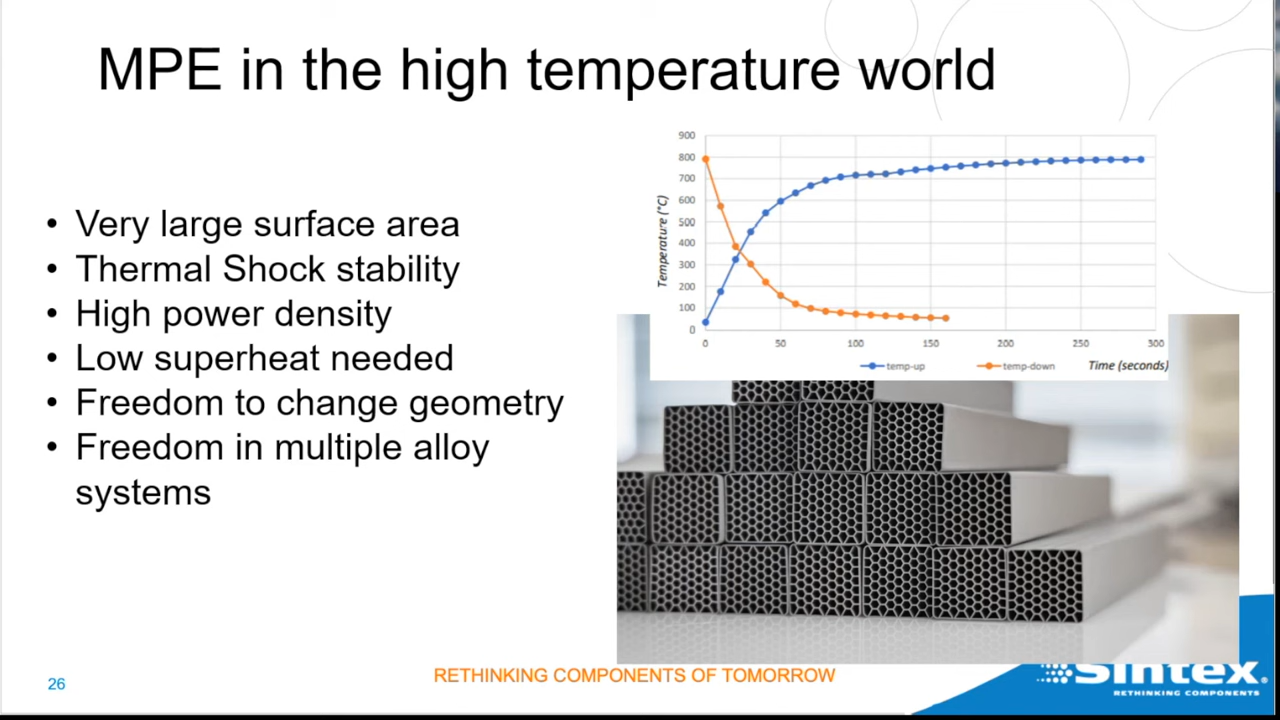 MPE in the high temperature world
• Very large surface area
• Thermal Shock stability
• High power density
• Low superheat needed
• Freedom to change geometry
• Freedom in multiple alloy
systems
900
800
700
600
500
400
300
200
100
0
Temperature (°C)
0 50 100 150 200 250 300
temp-up temp-down Time (seconds)
26
RETHINKING COMPONENTS OF TOMORROW
Sintex®
RETHINKING COMPONENTS